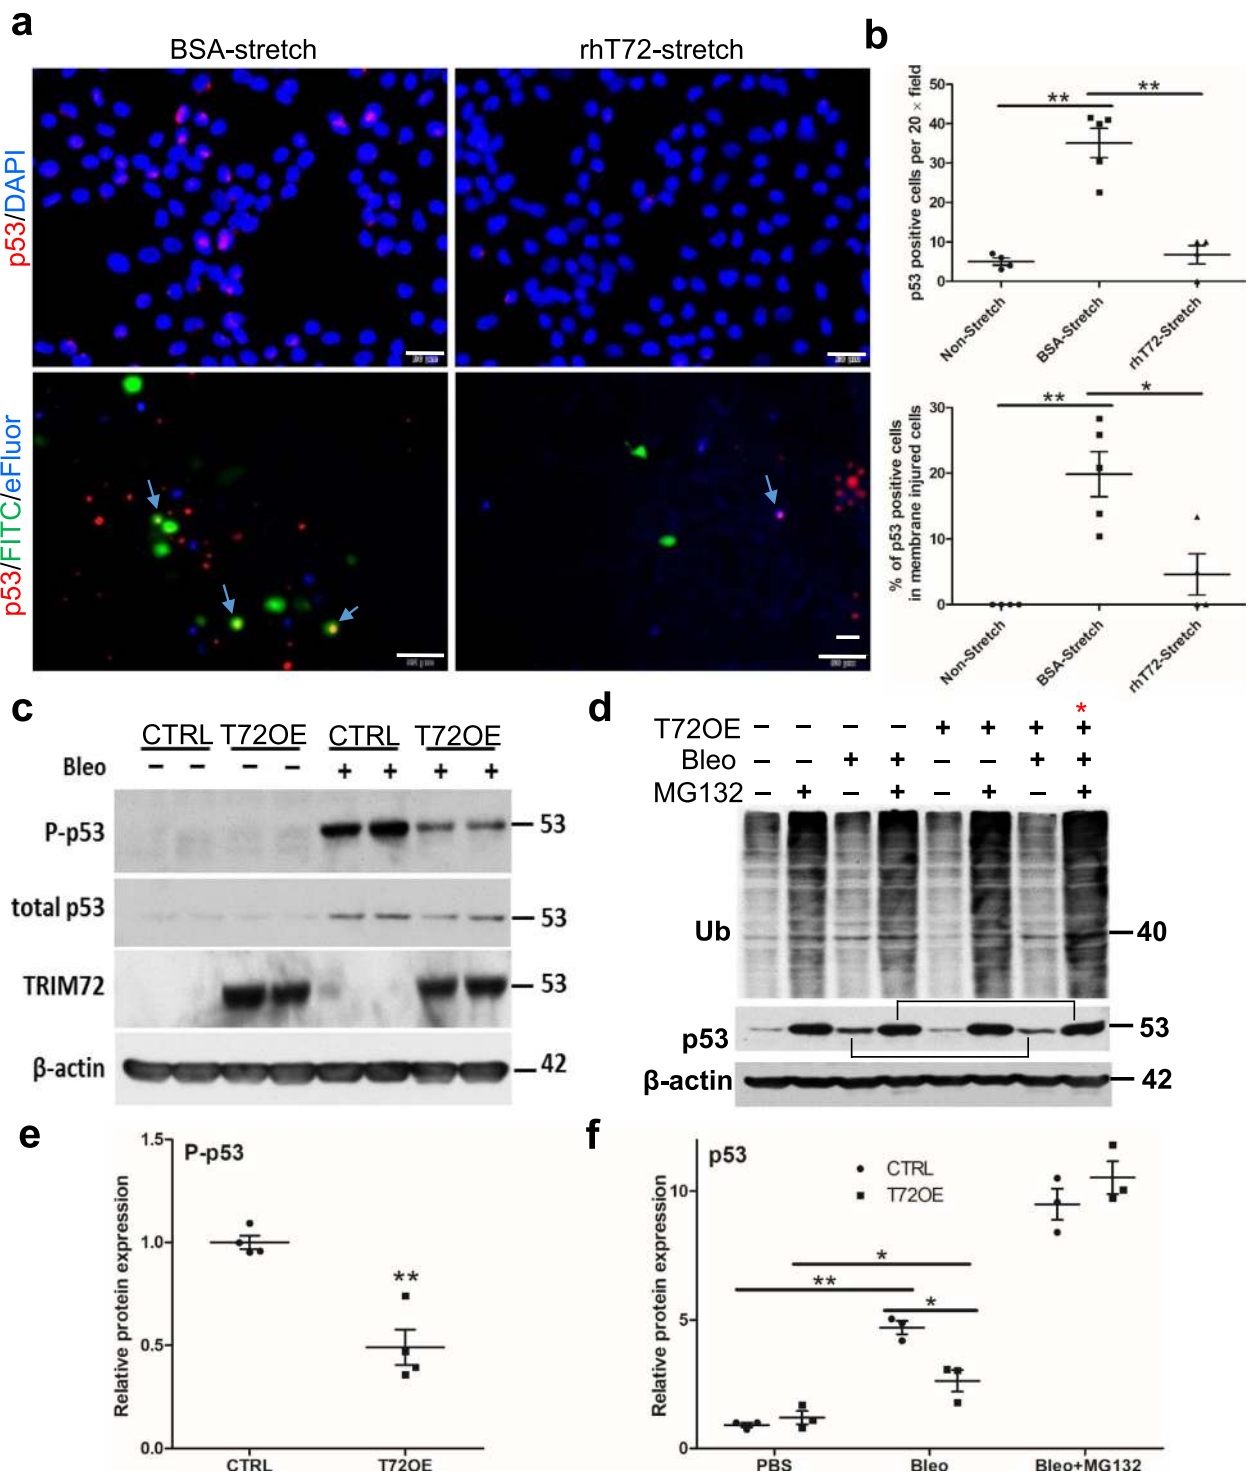 a
BSA-stretch
rhT72-stretch
p53/DAPI
p53/FITC/eFluor
b
p53 positive cells per 20 × field
50
40
30
20
10
0
** **
Non-Stretch
BSA-Stretch
rhT72-Stretch
% of p53 positive cells
in membrane injured cells
30
20
10
0
** *
Non-Stretch
BSA-Stretch
rhT72-Stretch
c
CTRL T72OE CTRL T72OE
Bleo − − − − + + + +
P-p53 53
total p53 53
TRIM72 53
β-actin 42
d
*
T72OE − − − − + + + +
Bleo − − + + − − + +
MG132 − + − + − + − +
Ub 40
p53 53
β-actin 42
e
P-p53
Relative protein expression
1.5
1.0
0.5
0.0
**
CTRL
T72OE
f
p53
CTRL
T72OE
Relative protein expression
10
5
0
*
**
*
PBS
Bleo
Bleo+MG132